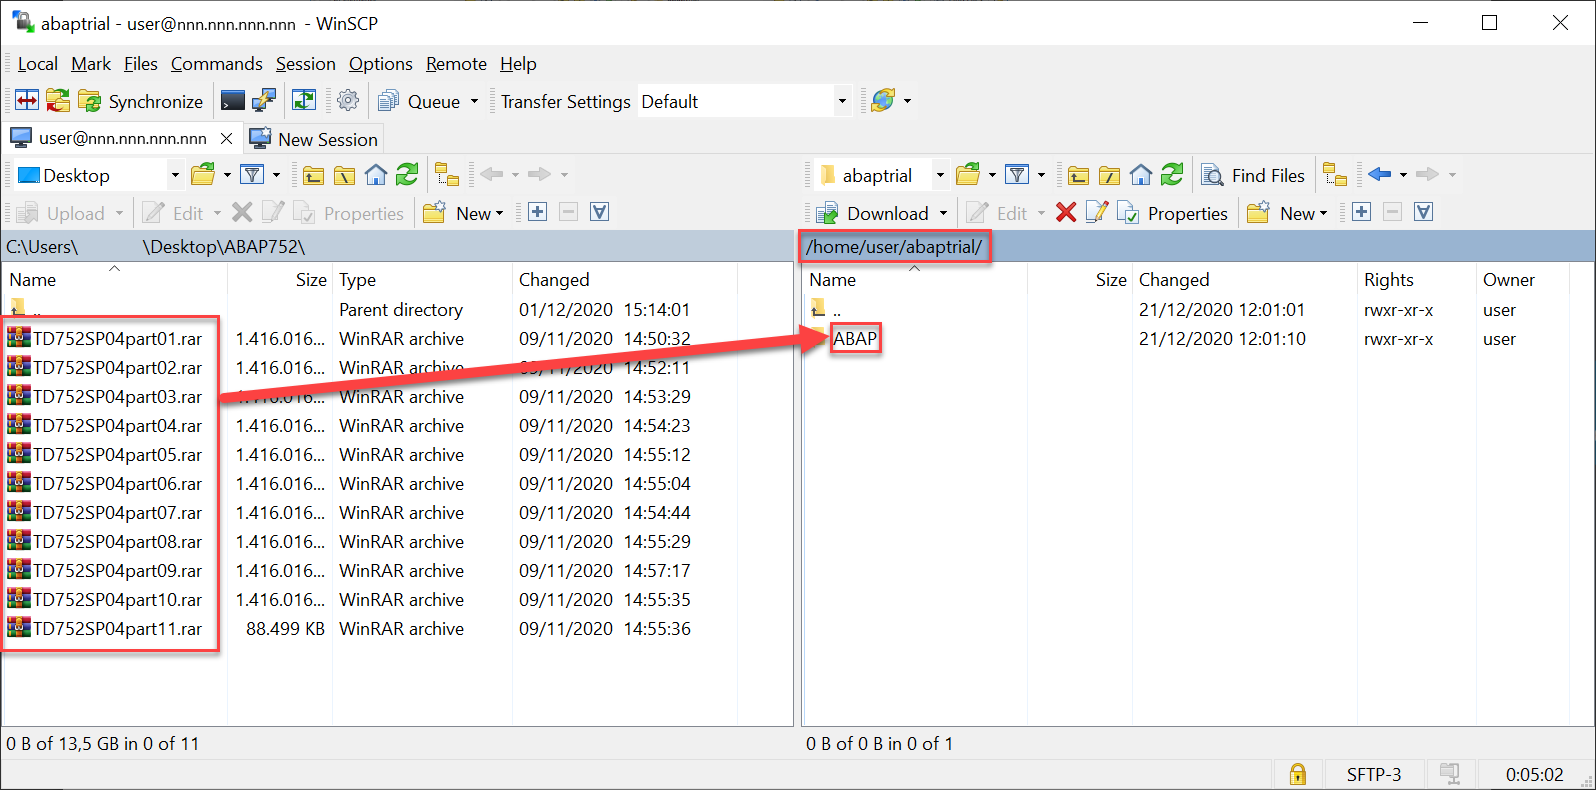 abaptrial - user@nnn.nnn.nnn.nnn - WinSCP
Local Mark Files Commands Session Options Remote Help
Synchronize Queue Transfer Settings Default
user@nnn.nnn.nnn.nnn New Session
Desktop abaptrial Find Files
Upload Edit Properties New Download Edit Properties New
C:\Users\ \Desktop\ABAP752\ /home/user/abaptrial/
Name Size Type Changed Name Size Changed Rights Owner
.. Parent directory 01/12/2020 15:14:01 .. 21/12/2020 12:01:01 rwxr-xr-x user
TD752SP04part01.rar 1.416.016... WinRAR archive 09/11/2020 14:50:32 ABAP 21/12/2020 12:01:10 rwxr-xr-x user
TD752SP04part02.rar 1.416.016... WinRAR archive 09/11/2020 14:52:11
TD752SP04part03.rar 1.416.016... WinRAR archive 09/11/2020 14:53:29
TD752SP04part04.rar 1.416.016... WinRAR archive 09/11/2020 14:54:23
TD752SP04part05.rar 1.416.016... WinRAR archive 09/11/2020 14:55:12
TD752SP04part06.rar 1.416.016... WinRAR archive 09/11/2020 14:55:04
TD752SP04part07.rar 1.416.016... WinRAR archive 09/11/2020 14:54:44
TD752SP04part08.rar 1.416.016... WinRAR archive 09/11/2020 14:55:29
TD752SP04part09.rar 1.416.016... WinRAR archive 09/11/2020 14:57:17
TD752SP04part10.rar 1.416.016... WinRAR archive 09/11/2020 14:55:35
TD752SP04part11.rar 88.499 KB WinRAR archive 09/11/2020 14:55:36
0 B of 13,5 GB in 0 of 11 0 B of 0 B in 0 of 1
SFTP-3 0:05:02